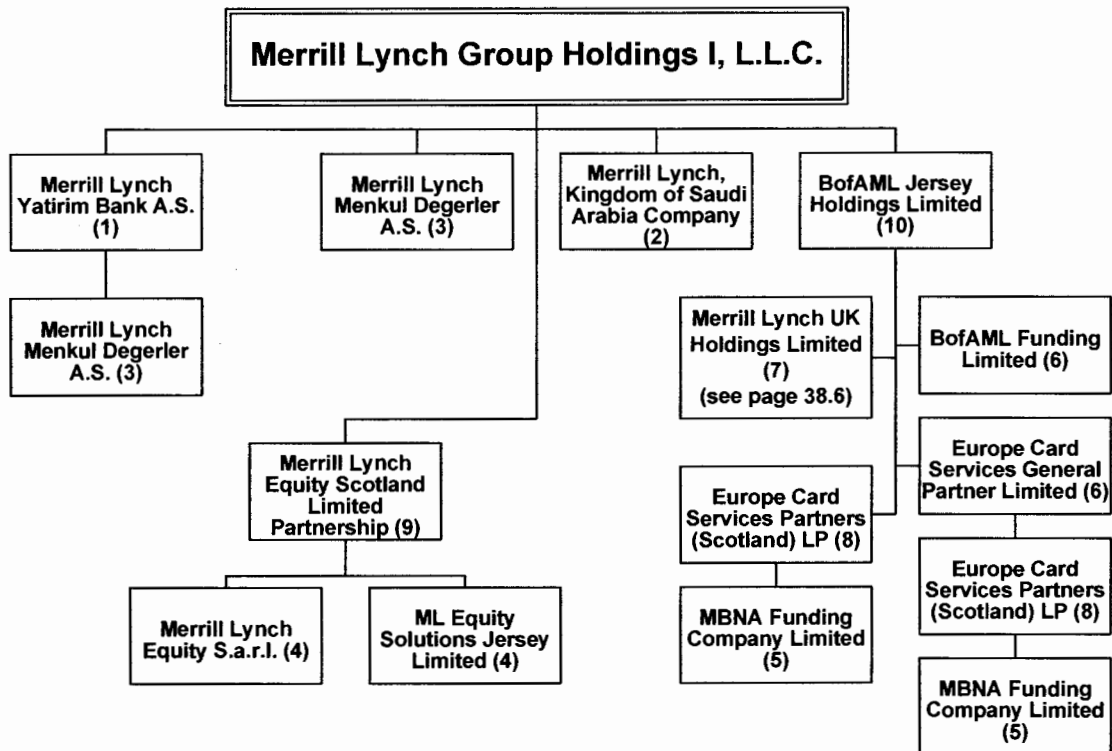 Merrill Lynch Group Holdings I, L.L.C.
Merrill Lynch
Yatirim Bank A.S.
(1)
Merrill Lynch
Menkul Degerler
A.S. (3)
Merrill Lynch,
Kingdom of Saudi
Arabia Company
(2)
BofAML Jersey
Holdings Limited
(10)
Merrill Lynch
Menkul Degerler
A.S. (3)
Merrill Lynch UK
Holdings Limited
(7)
(see page 38.6)
BofAML Funding
Limited (6)
Merrill Lynch
Equity Scotland
Limited
Partnership (9)
Europe Card
Services Partners
(Scotland) LP (8)
Europe Card
Services General
Partner Limited (6)
Merrill Lynch
Equity S.a.r.l. (4)
ML Equity
Solutions Jersey
Limited (4)
MBNA Funding
Company Limited
(5)
Europe Card
Services Partners
(Scotland) LP (8)
MBNA Funding
Company Limited
(5)